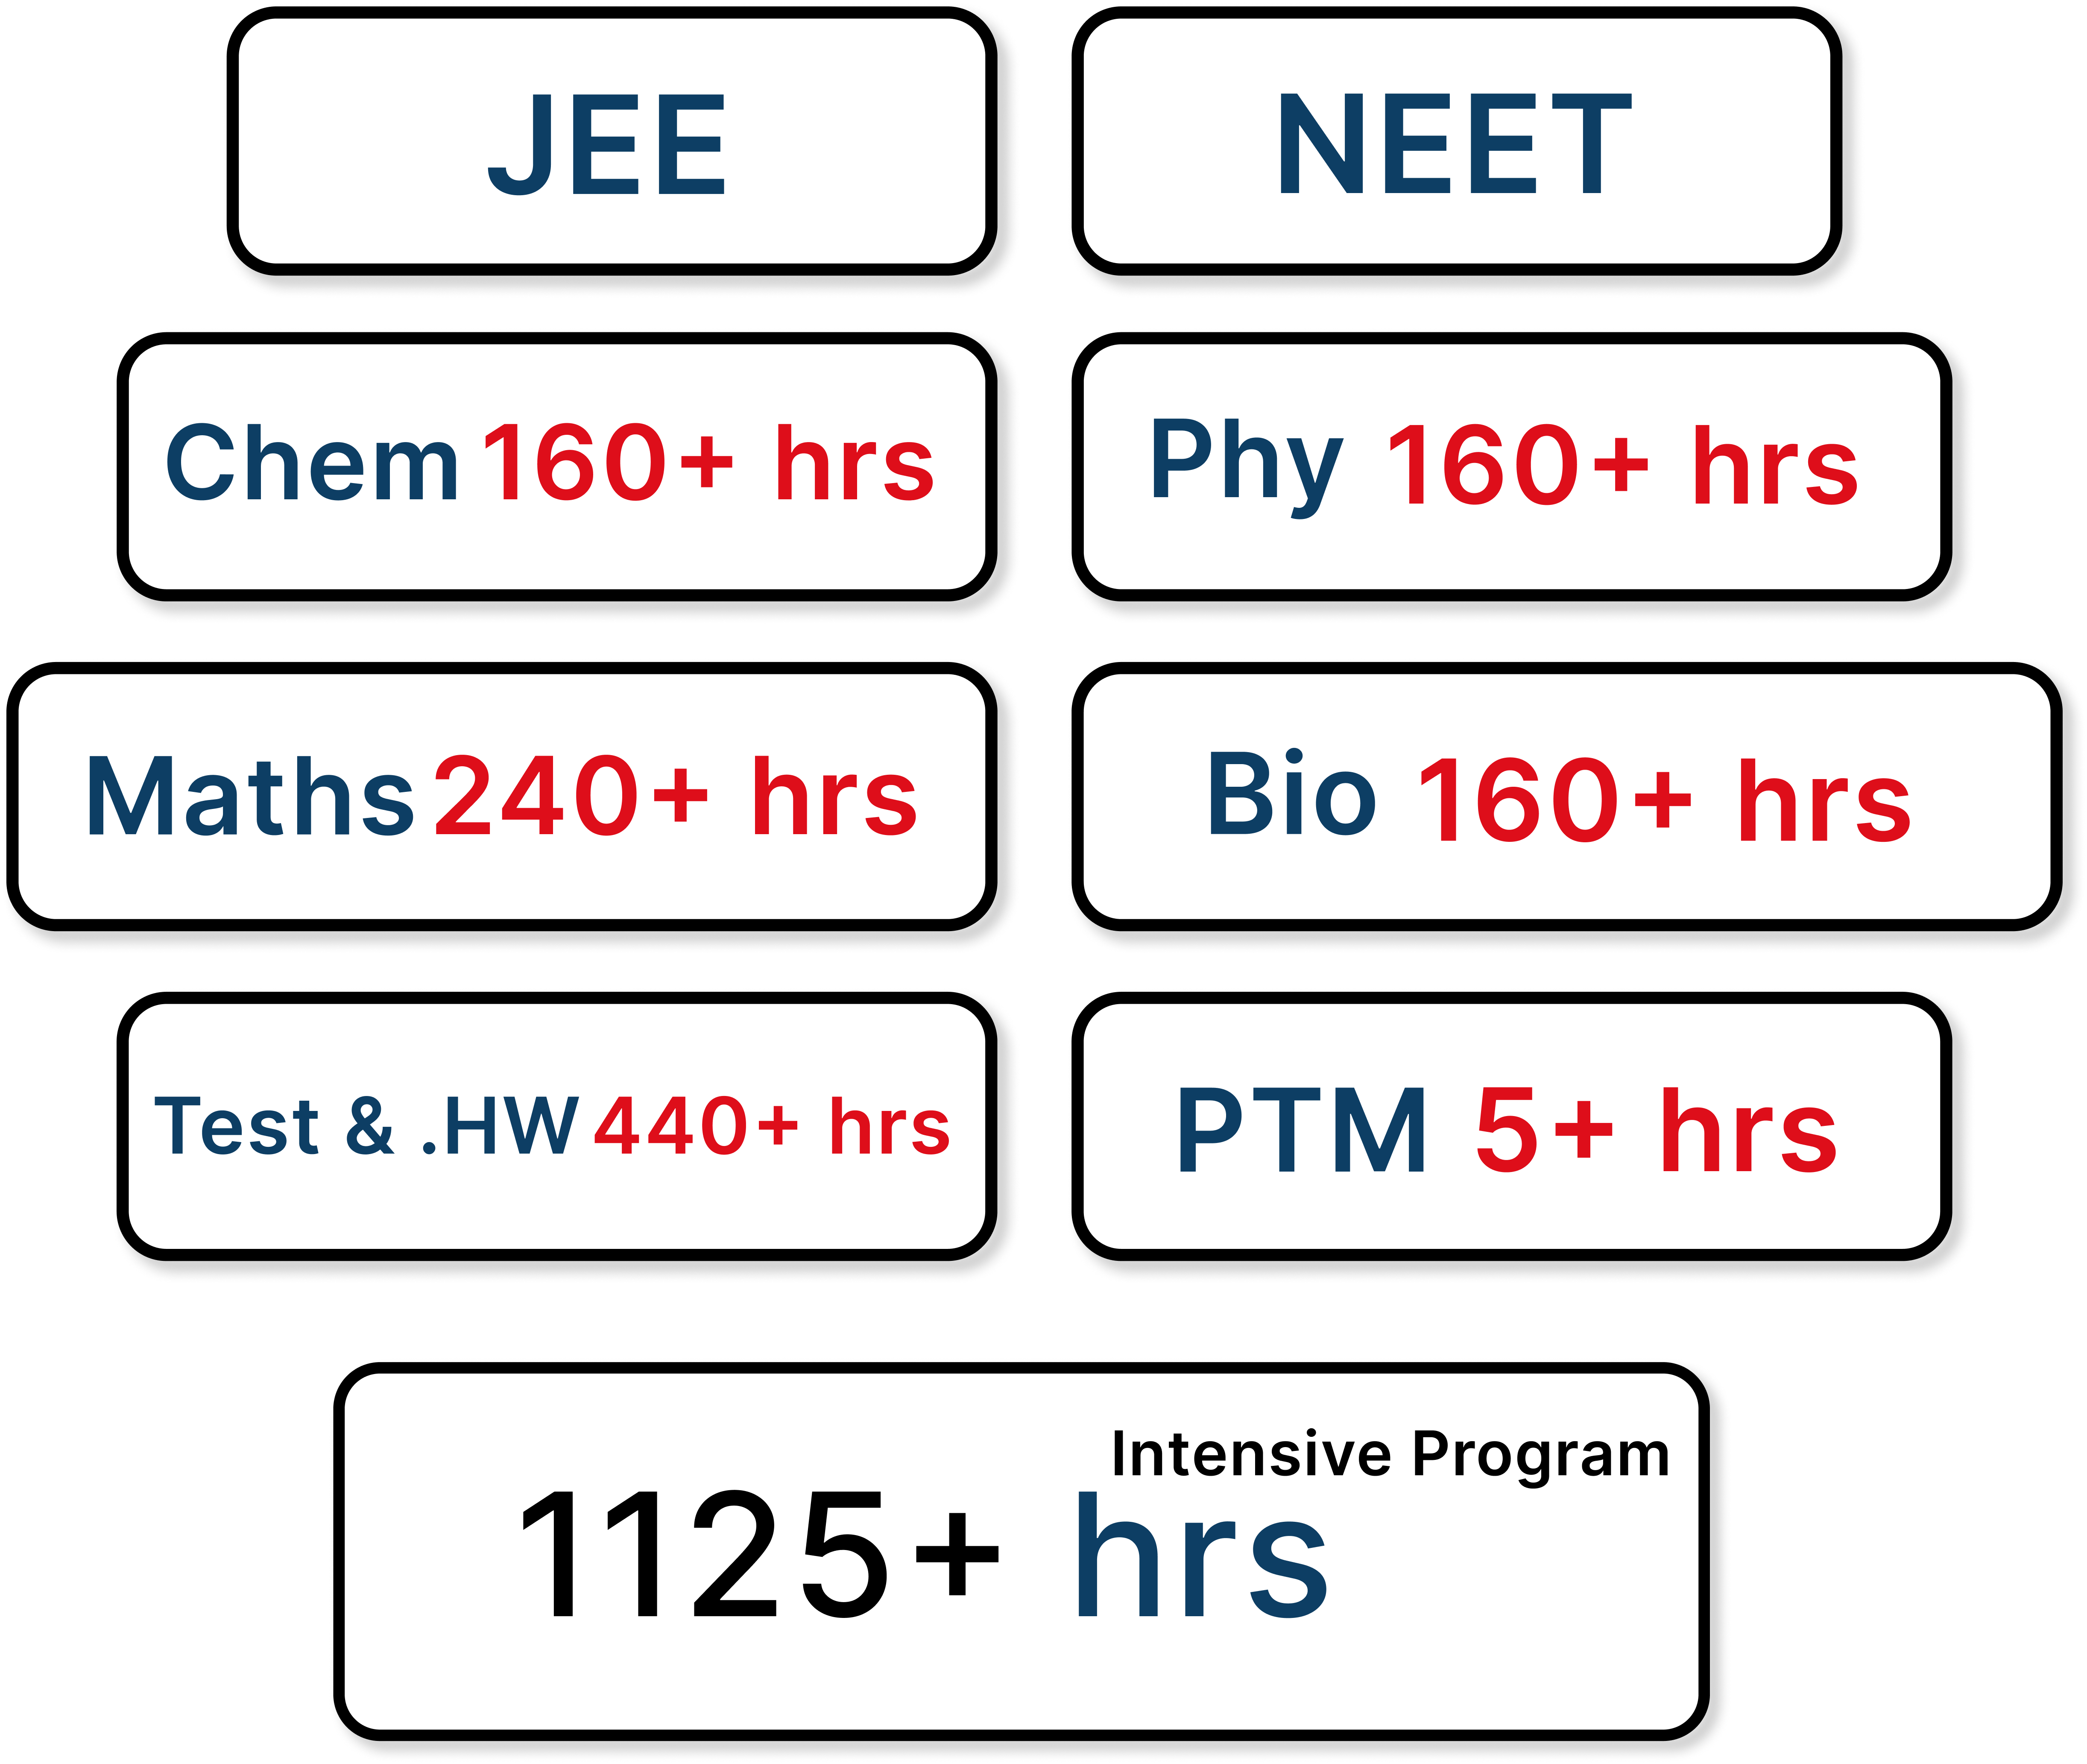 JEE
NEET
Chem 160+ hrs
Phy 160+ hrs
Maths 240+ hrs
Bio 160+ hrs
Test & .HW 440+ hrs
PTM 5+ hrs
Intensive Program
1125+ hrs